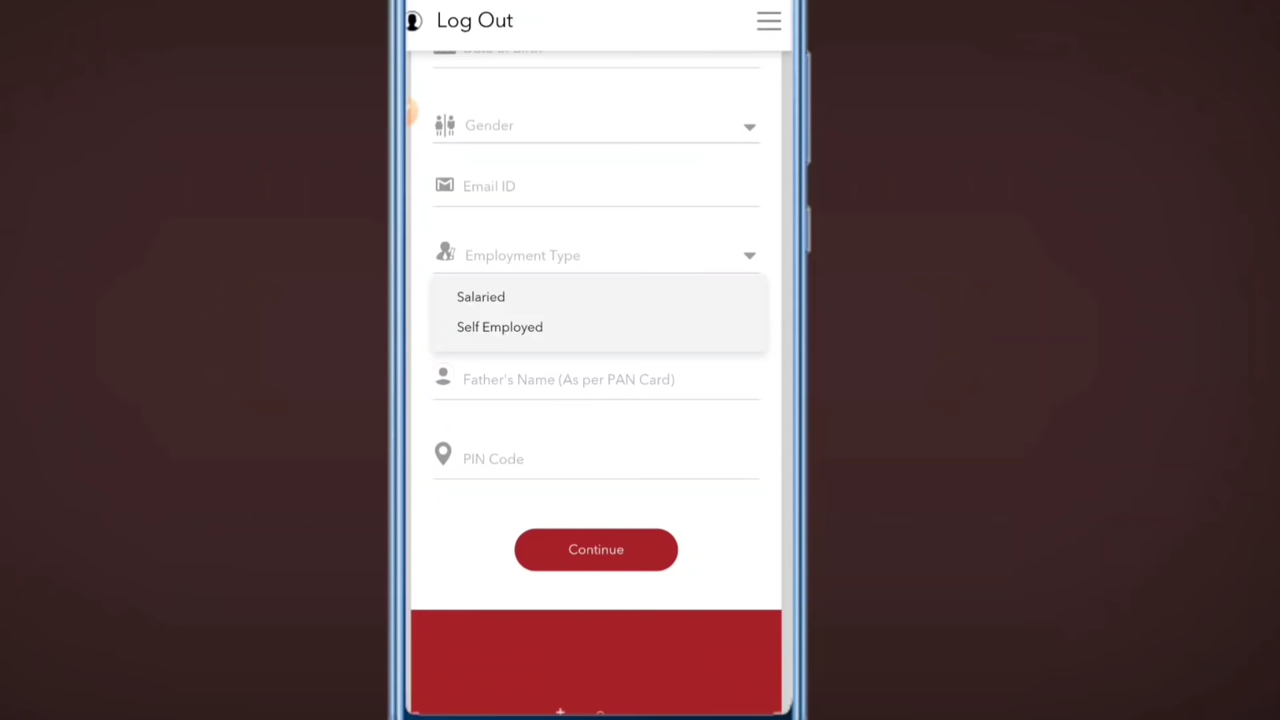 Log Out
Gender
Email ID
Employment Type
Salaried
Self Employed
Father's Name (As per PAN Card)
PIN Code
Continue